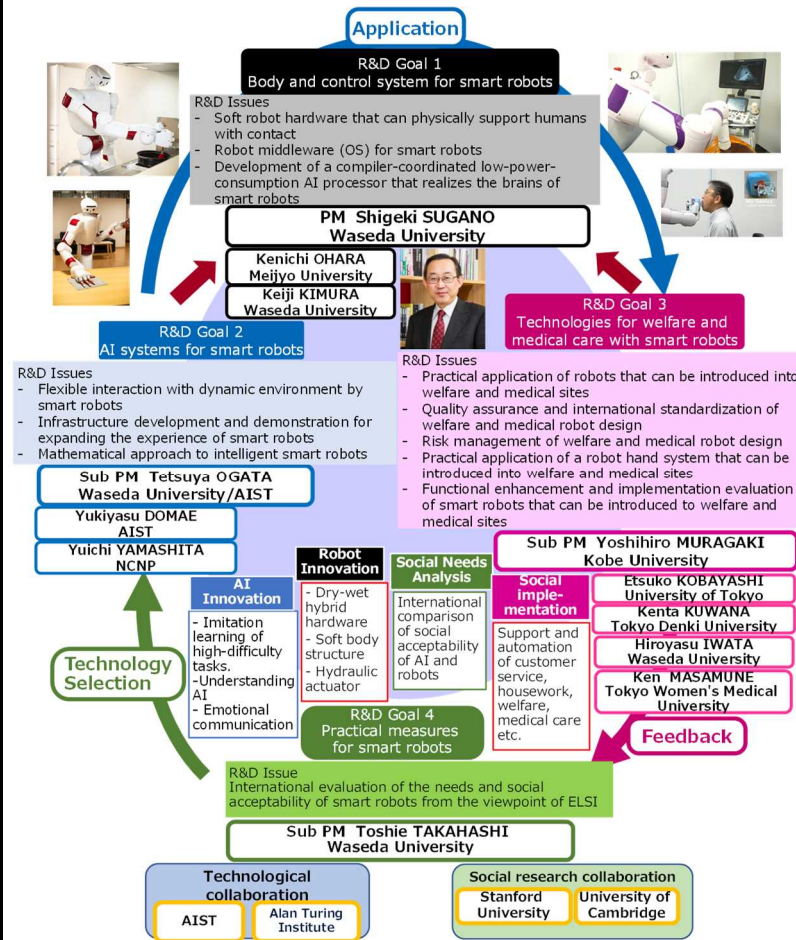 Application
R&D Goal 1
Body and control system for smart robots
R&D Issues
- Soft robot hardware that can physically support humans
with contact
- Robot middleware (OS) for smart robots
- Development of a compiler-coordinated low-power-
consumption AI processor that realizes the brains of
smart robots
PM Shigeki SUGANO
Waseda University
Kenichi OHARA
Meijyo University
Keiji KIMURA
Waseda University
R&D Goal 2
AI systems for smart robots
R&D Issues
- Flexible interaction with dynamic environment by
smart robots
- Infrastructure development and demonstration for
expanding the experience of smart robots
- Mathematical approach to intelligent smart robots
Sub PM Tetsuya OGATA
Waseda University/AIST
Yukiyasu DOMAE
AIST
Yuichi YAMASHITA
NCNP
R&D Goal 3
Technologies for welfare and
medical care with smart robots
R&D Issues
- Practical application of robots that can be introduced into
welfare and medical sites
- Quality assurance and international standardization of
welfare and medical robot design
- Risk management of welfare and medical robot design
- Practical application of a robot hand system that can be
introduced into welfare and medical sites
- Functional enhancement and implementation evaluation
of smart robots that can be introduced to welfare and
medical sites
Sub PM Yoshihiro MURAGAKI
Kobe University
Etsuko KOBAYASHI
University of Tokyo
Kenta KUWANA
Tokyo Denki University
Hiroyasu IWATA
Waseda University
Ken MASAMUNE
Tokyo Women's Medical
University
AI
Innovation
- Imitation
learning of
high-difficulty
tasks.
-Understanding
AI
- Emotional
communication
Robot
Innovation
- Dry-wet
hybrid
hardware
- Soft body
structure
- Hydraulic
actuator
Social Needs
Analysis
International
comparison
of social
acceptability
of AI and
robots
Social
imple-
mentation
Support and
automation
of customer
service,
housework,
welfare,
medical care
etc.
Technology
Selection
R&D Goal 4
Practical measures
for smart robots
Feedback
R&D Issue
International evaluation of the needs and social
acceptability of smart robots from the viewpoint of ELSI
Sub PM Toshie TAKAHASHI
Waseda University
Technological
collaboration
AIST
Alan Turing
Institute
Social research collaboration
Stanford
University
University of
Cambridge